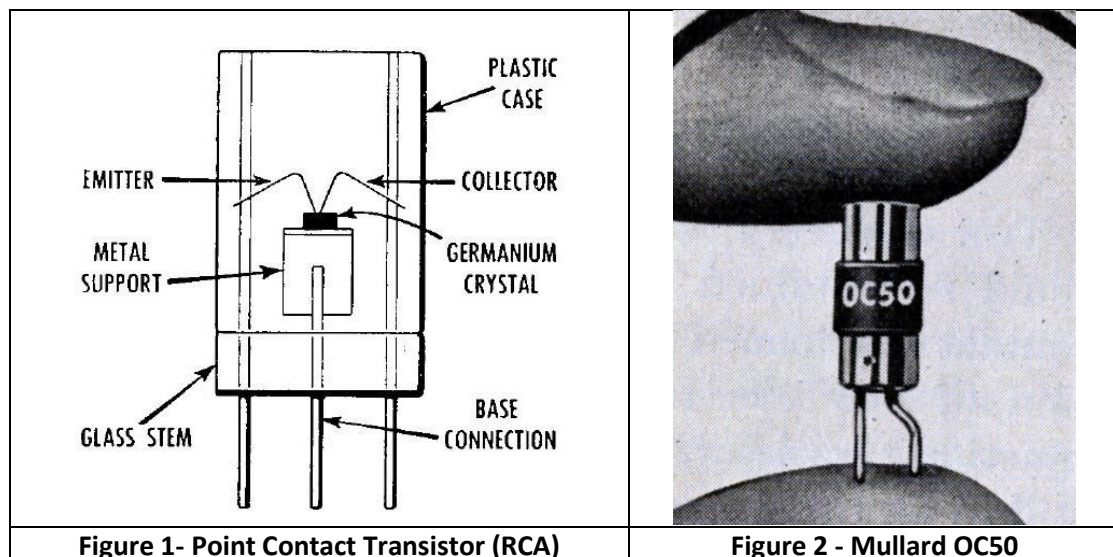 PLASTIC
CASE
EMITTER
COLLECTOR
METAL
SUPPORT
GERMANIUM
CRYSTAL
GLASS STEM
BASE
CONNECTION
OC50
Figure 1- Point Contact Transistor (RCA)
Figure 2 - Mullard OC50